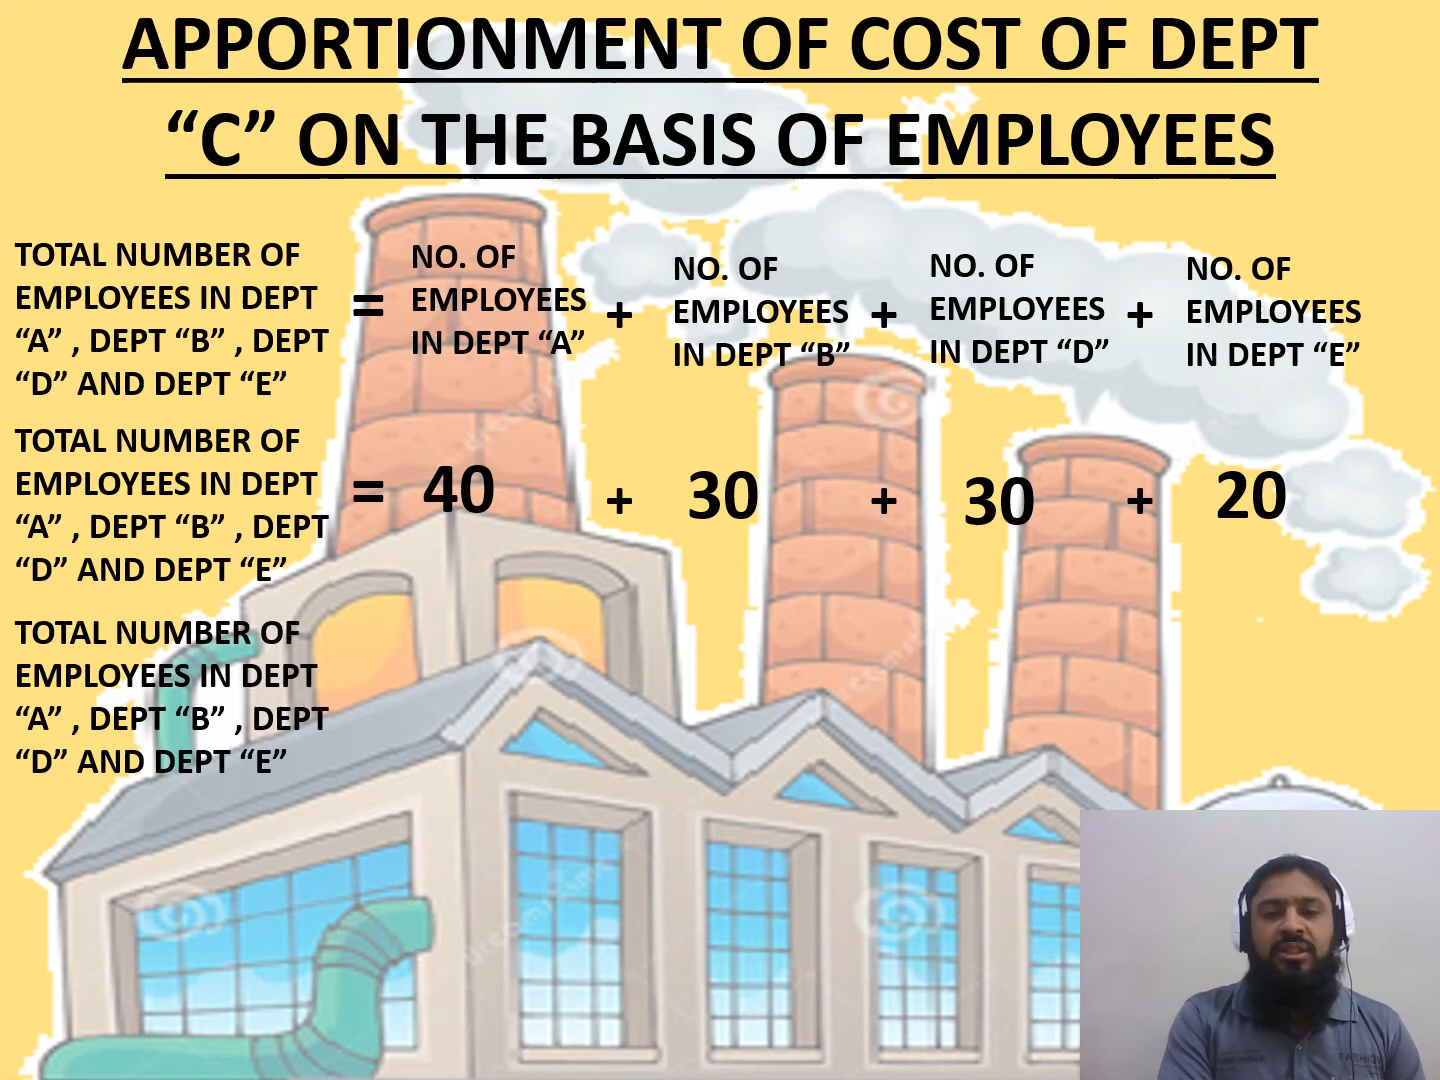 APPORTIONMENT OF COST OF DEPT
“C” ON THE BASIS OF EMPLOYEES
TOTAL NUMBER OF
EMPLOYEES IN DEPT
“A” , DEPT “B” , DEPT
“D” AND DEPT “E”
=
NO. OF
EMPLOYEES
IN DEPT “A”
+
NO. OF
EMPLOYEES
IN DEPT “B”
+
NO. OF
EMPLOYEES
IN DEPT “D”
+
NO. OF
EMPLOYEES
IN DEPT “E”
TOTAL NUMBER OF
EMPLOYEES IN DEPT
“A” , DEPT “B” , DEPT
“D” AND DEPT “E”
= 40 + 30 + 30 + 20
TOTAL NUMBER OF
EMPLOYEES IN DEPT
“A” , DEPT “B” , DEPT
“D” AND DEPT “E”